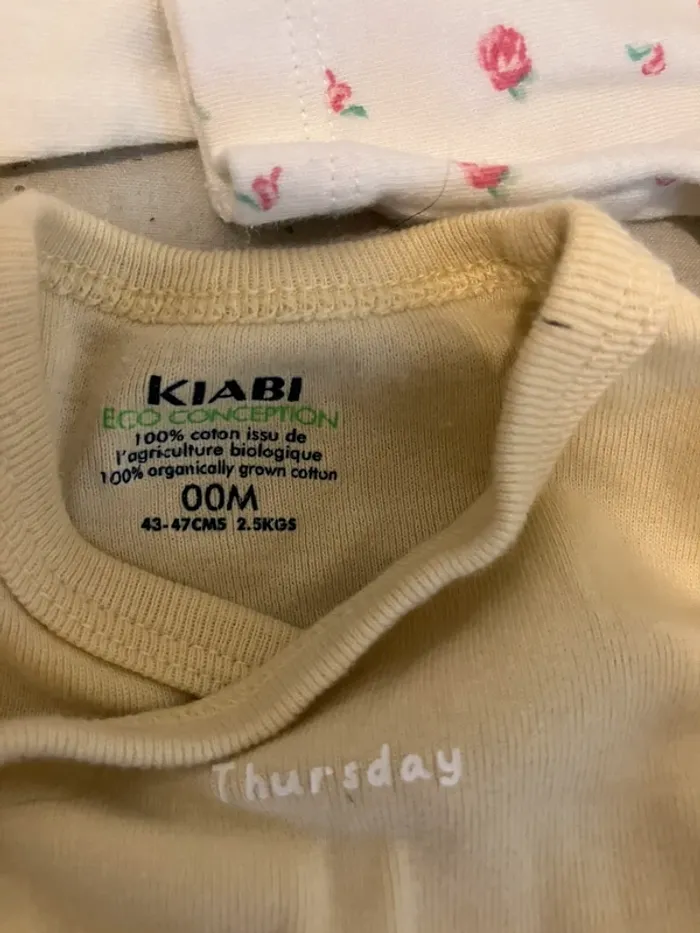 KIABI
ECO CONCEPTION
100% coton issu de
l'agriculture biologique
100% organically grown cotton
00M
43-47CMS 2.5KGS
Thursday